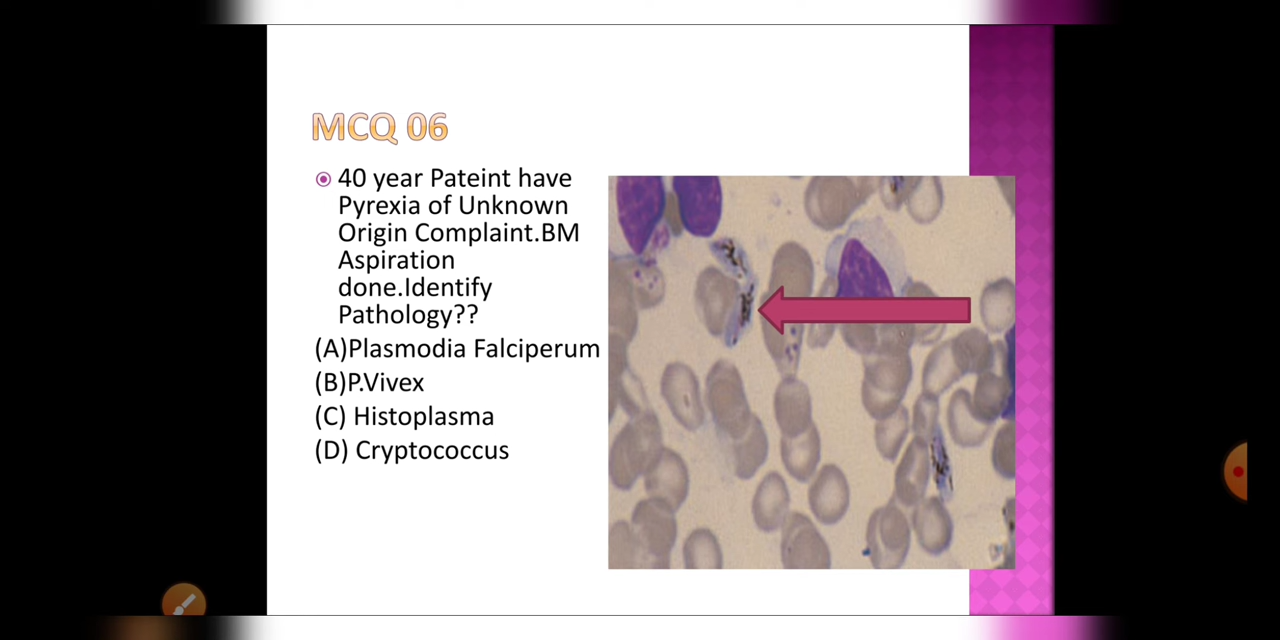 MCQ 06
40 year Pateint have
Pyrexia of Unknown
Origin Complaint.BM
Aspiration
done.Identify
Pathology??
(A)Plasmodia Falciperum
(B)P.Vivex
(C) Histoplasma
(D) Cryptococcus